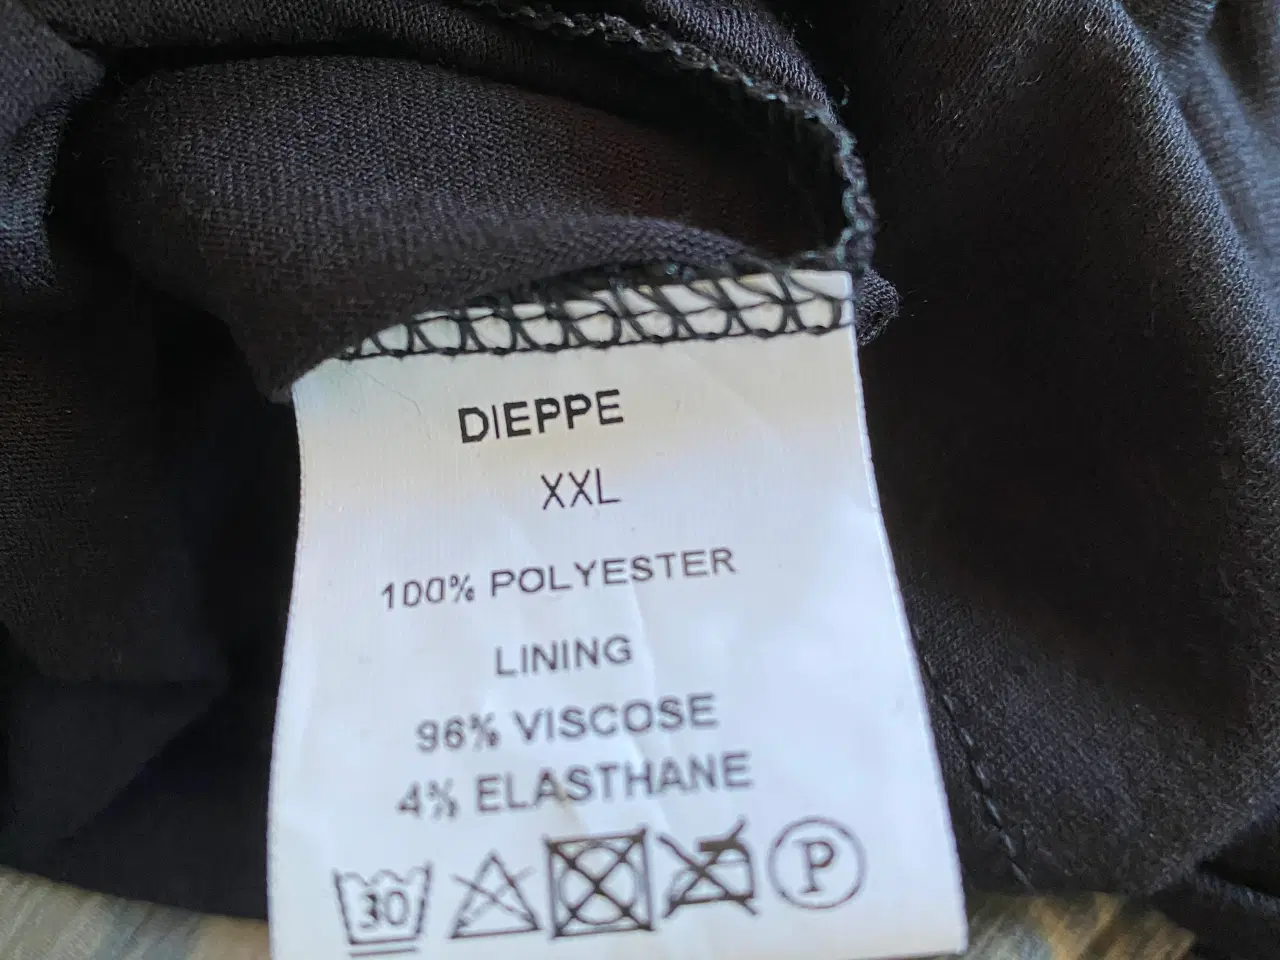 DIEPPE
XXL
100% POLYESTER
LINING
96% VISCOSE
4% ELASTHANE
30 P